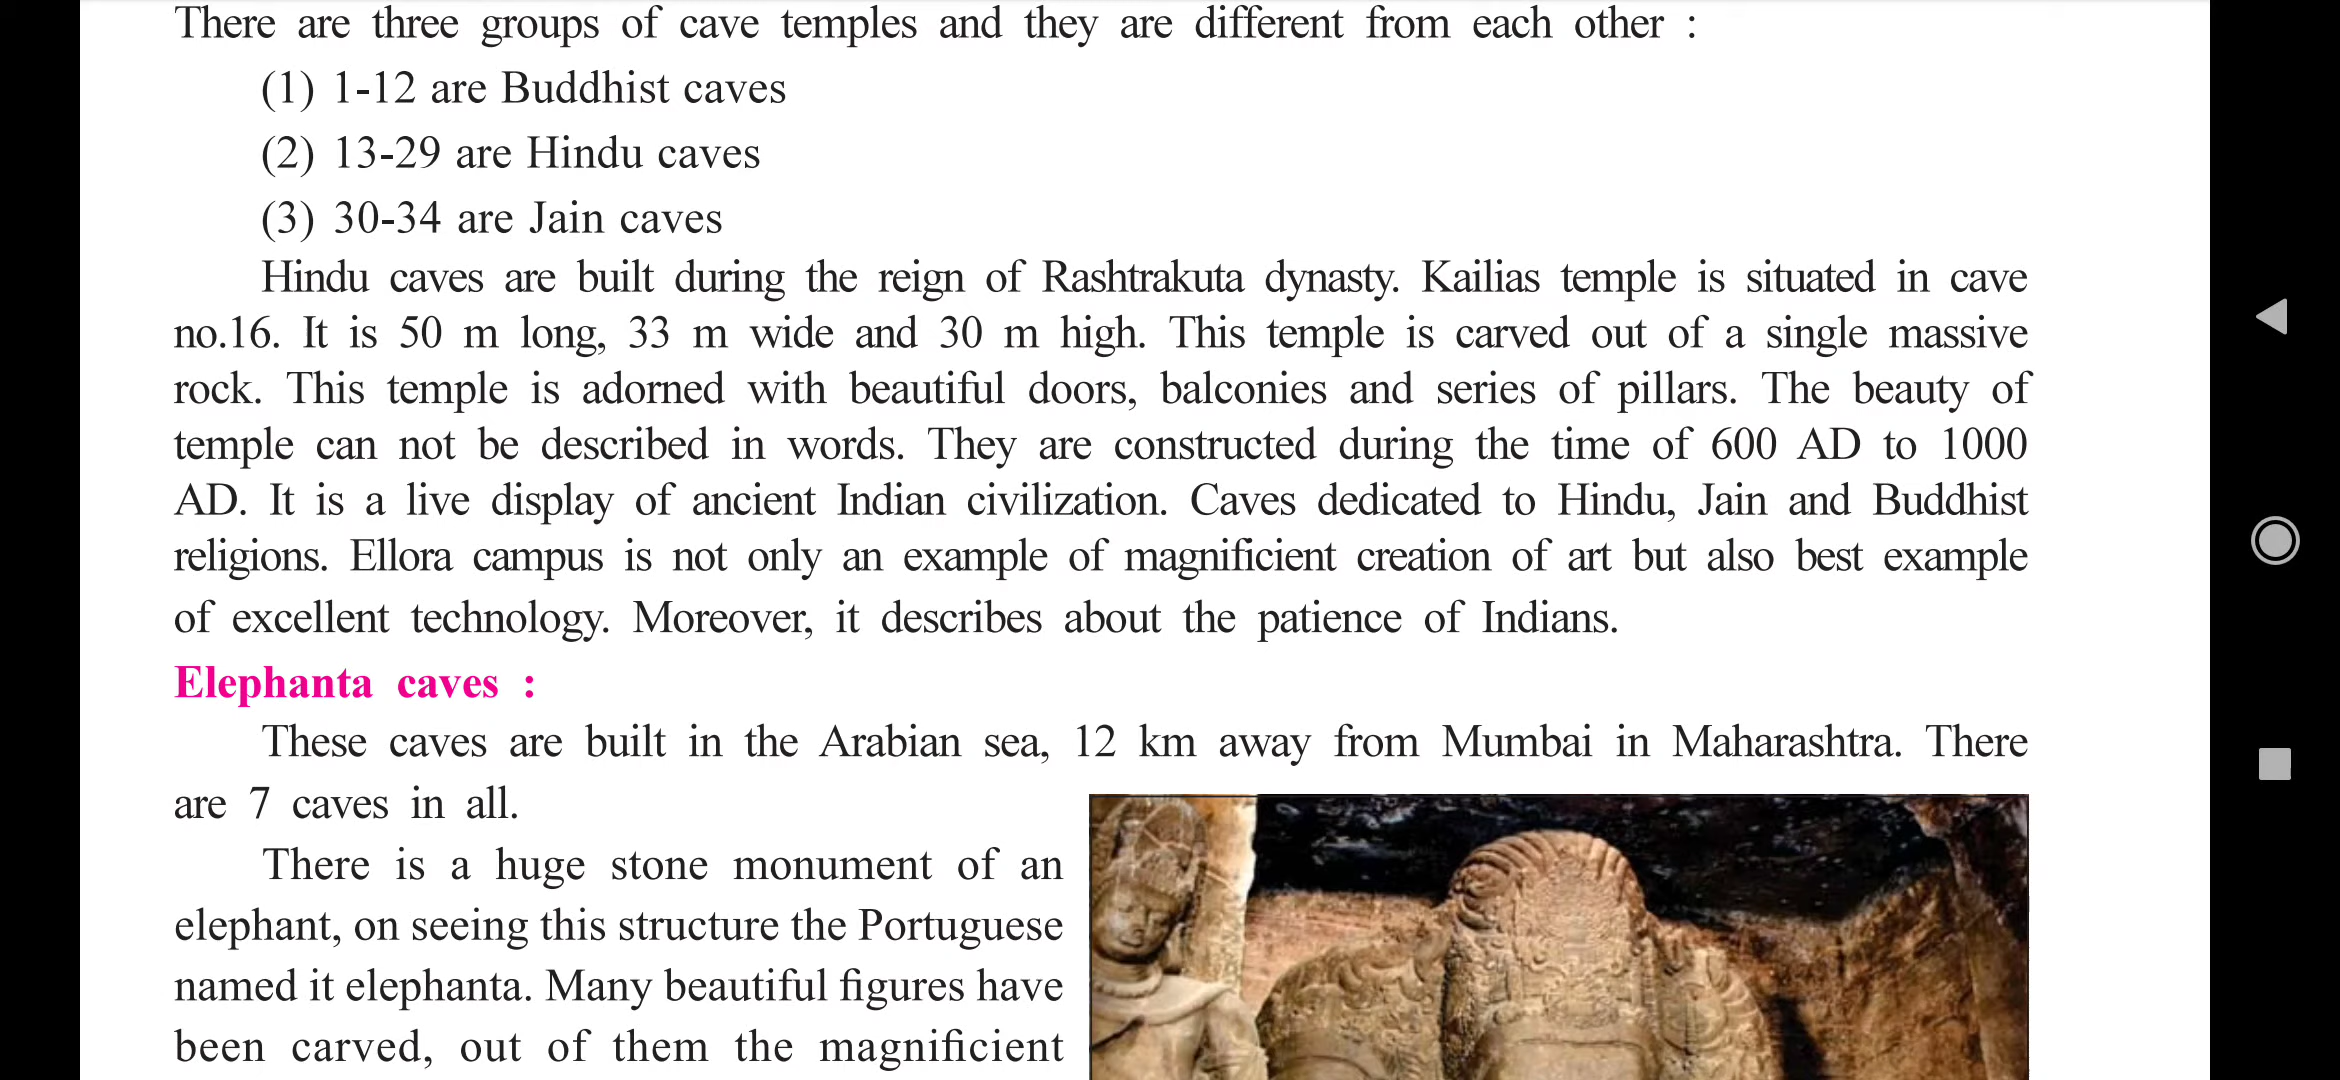 There are three groups of cave temples and they are different from each other :
(1) 1-12 are Buddhist caves
(2) 13-29 are Hindu caves
(3) 30-34 are Jain caves
Hindu caves are built during the reign of Rashtrakuta dynasty. Kailias temple is situated in cave
no.16. It is 50 m long, 33 m wide and 30 m high. This temple is carved out of a single massive
rock. This temple is adorned with beautiful doors, balconies and series of pillars. The beauty of
temple can not be described in words. They are constructed during the time of 600 AD to 1000
AD. It is a live display of ancient Indian civilization. Caves dedicated to Hindu, Jain and Buddhist
religions. Ellora campus is not only an example of magnificient creation of art but also best example
of excellent technology. Moreover, it describes about the patience of Indians.
Elephanta caves :
These caves are built in the Arabian sea, 12 km away from Mumbai in Maharashtra. There
are 7 caves in all.
There is a huge stone monument of an
elephant, on seeing this structure the Portuguese
named it elephanta. Many beautiful figures have
been carved, out of them the magnificient